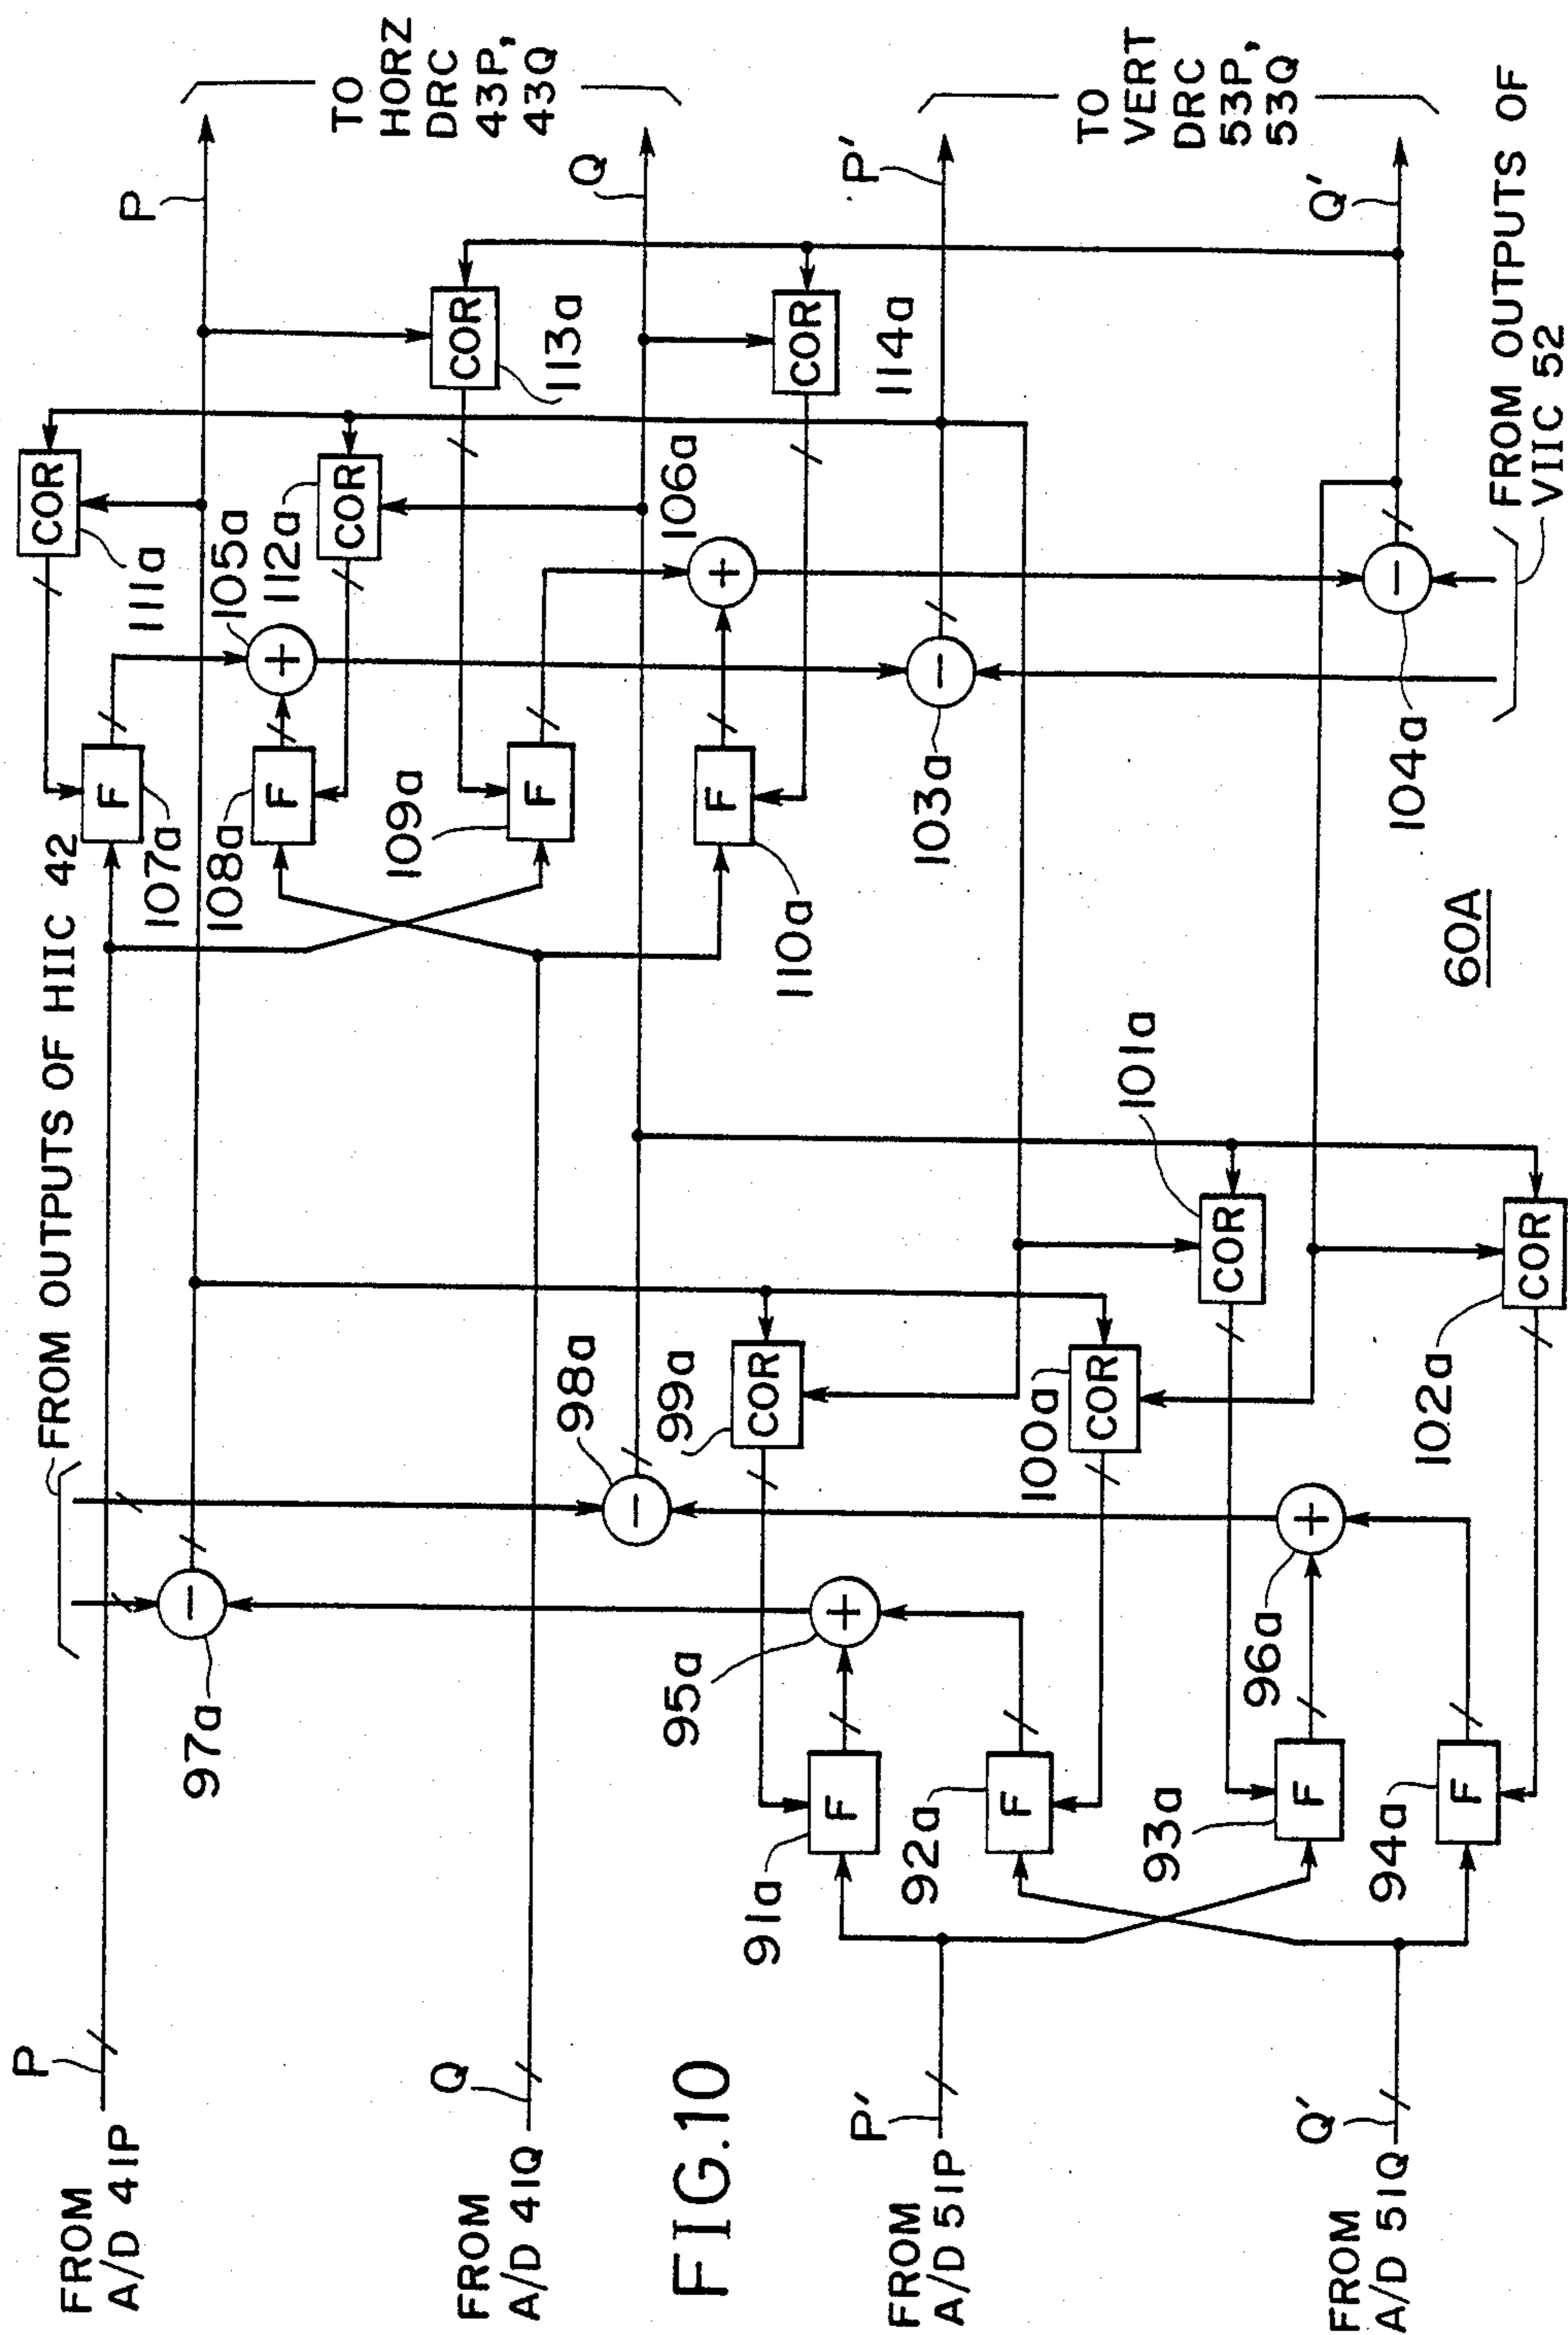 FROM
A/D 41P
P
FROM
A/D 41Q
Q
FIG.10
FROM
A/D 51P
P'
FROM
A/D 51Q
Q'
FROM OUTPUTS OF HIIC 42
97a
98a
95a
96a
91a
F
92a
F
93a
F
94a
F
99a
COR
100a
COR
101a
COR
102a
COR
+
+
−
−
107a
F
108a
F
109a
F
110a
F
111a
COR
105a
+
112a
COR
106a
+
113a
COR
114a
COR
103a
−
104a
−
60A
FROM OUTPUTS OF
VIIC 52
P
Q
TO
HORZ
DRC
43P,
43Q
P'
Q'
TO
VERT
DRC
53P,
53Q